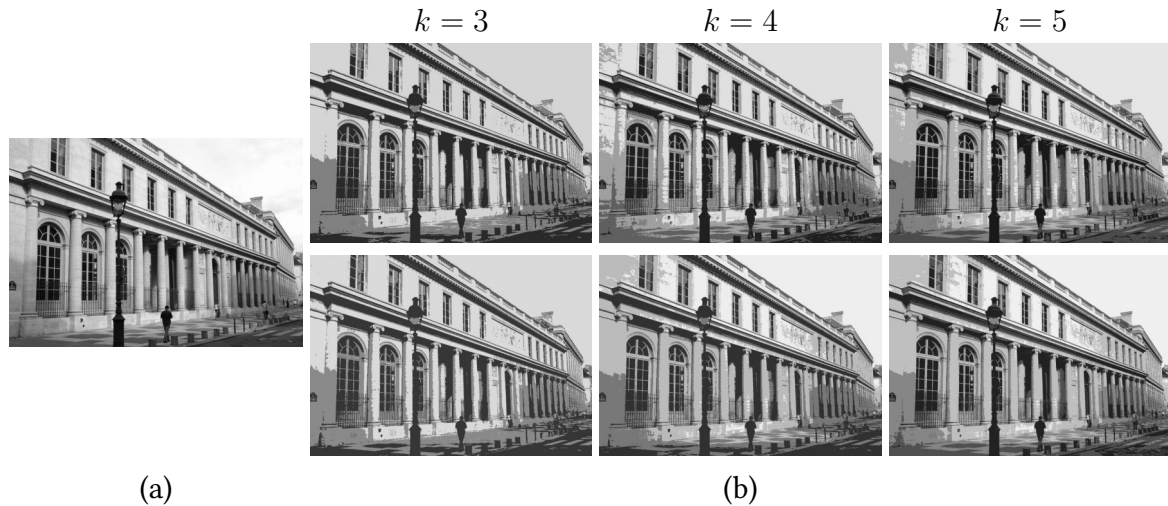 k = 3
k = 4
k = 5
(a)
(b)